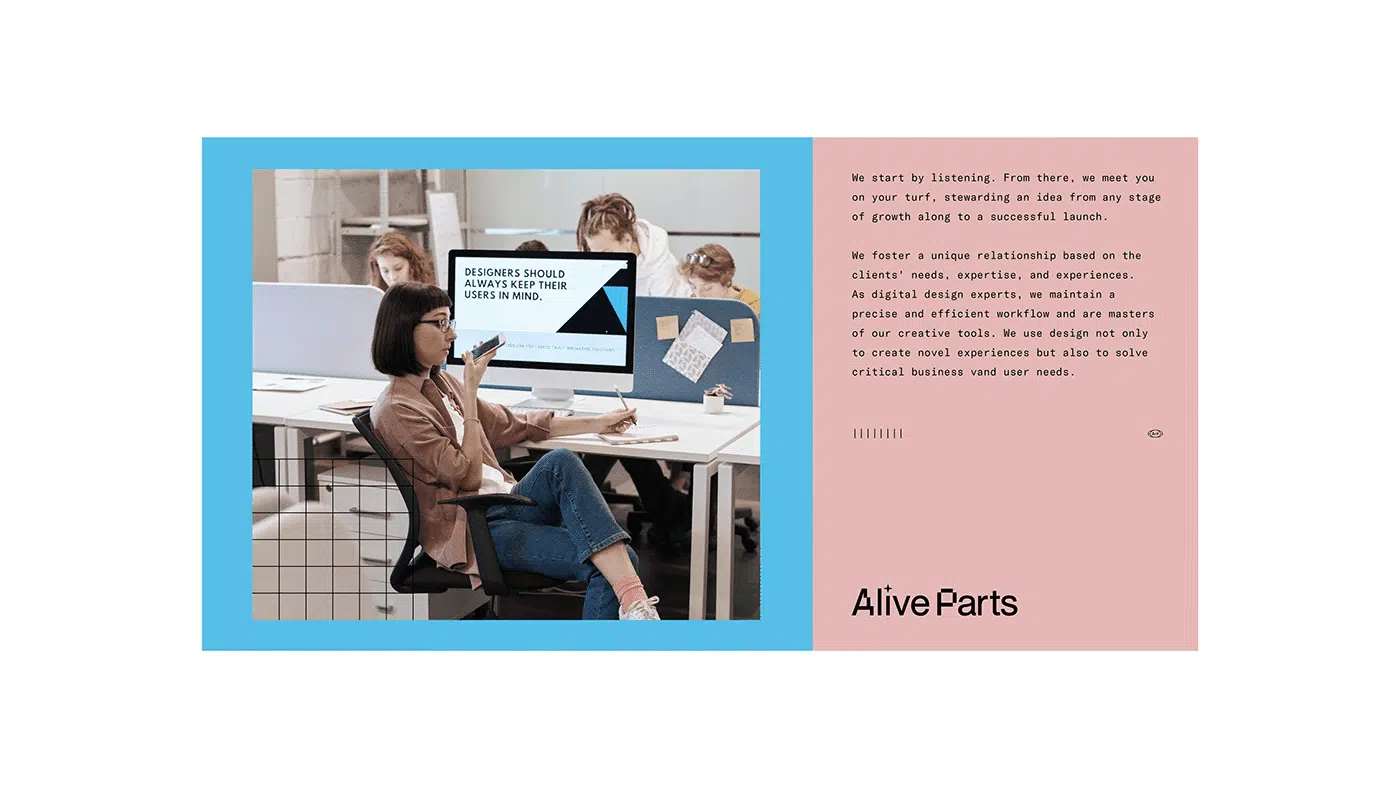 DESIGNERS SHOULD
ALWAYS KEEP THEIR
USERS IN MIND.
We start by listening. From there, we meet you
on your turf, stewarding an idea from any stage
of growth along to a successful launch.
We foster a unique relationship based on the
clients' needs, expertise, and experiences.
As digital design experts, we maintain a
precise and efficient workflow and are masters
of our creative tools. We use design not only
to create novel experiences but also to solve
critical business vand user needs.
Alive Parts